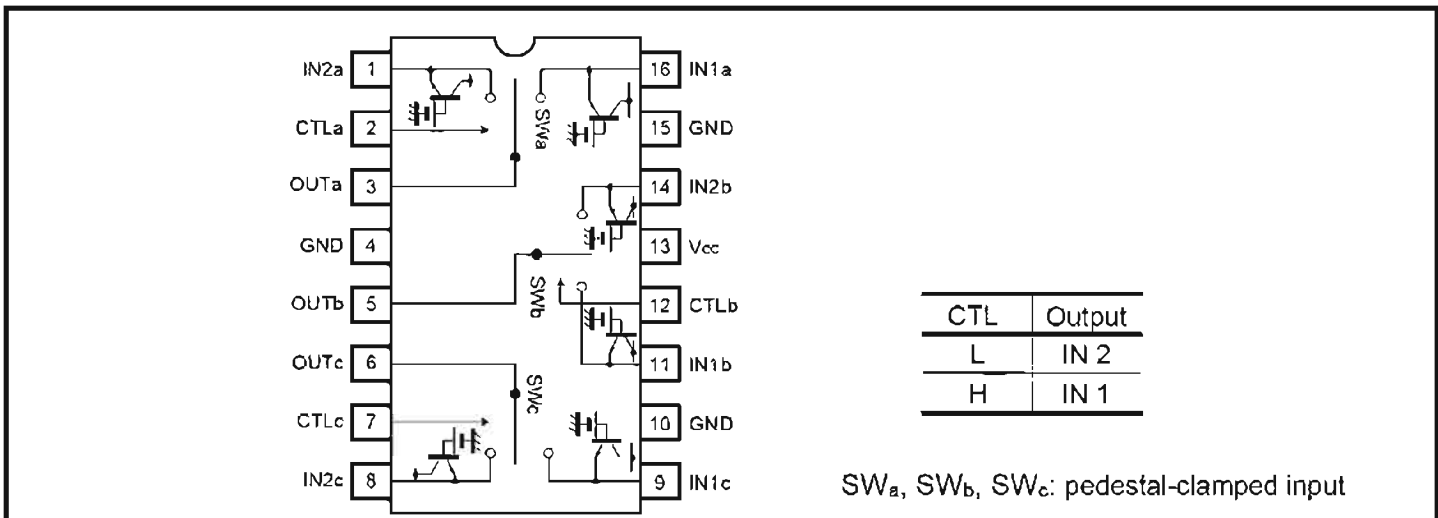 IN2a 1 16 IN1a
CTLa 2 SWa 15 GND
OUTa 3 14 IN2b
GND 4 13 Vcc
OUTb 5 SWb 12 CTLb
OUTc 6 11 IN1b
CTLc 7 SWc 10 GND
IN2c 8 9 IN1c
CTL Output
L IN 2
H IN 1
SWa, SWb, SWc: pedestal-clamped input